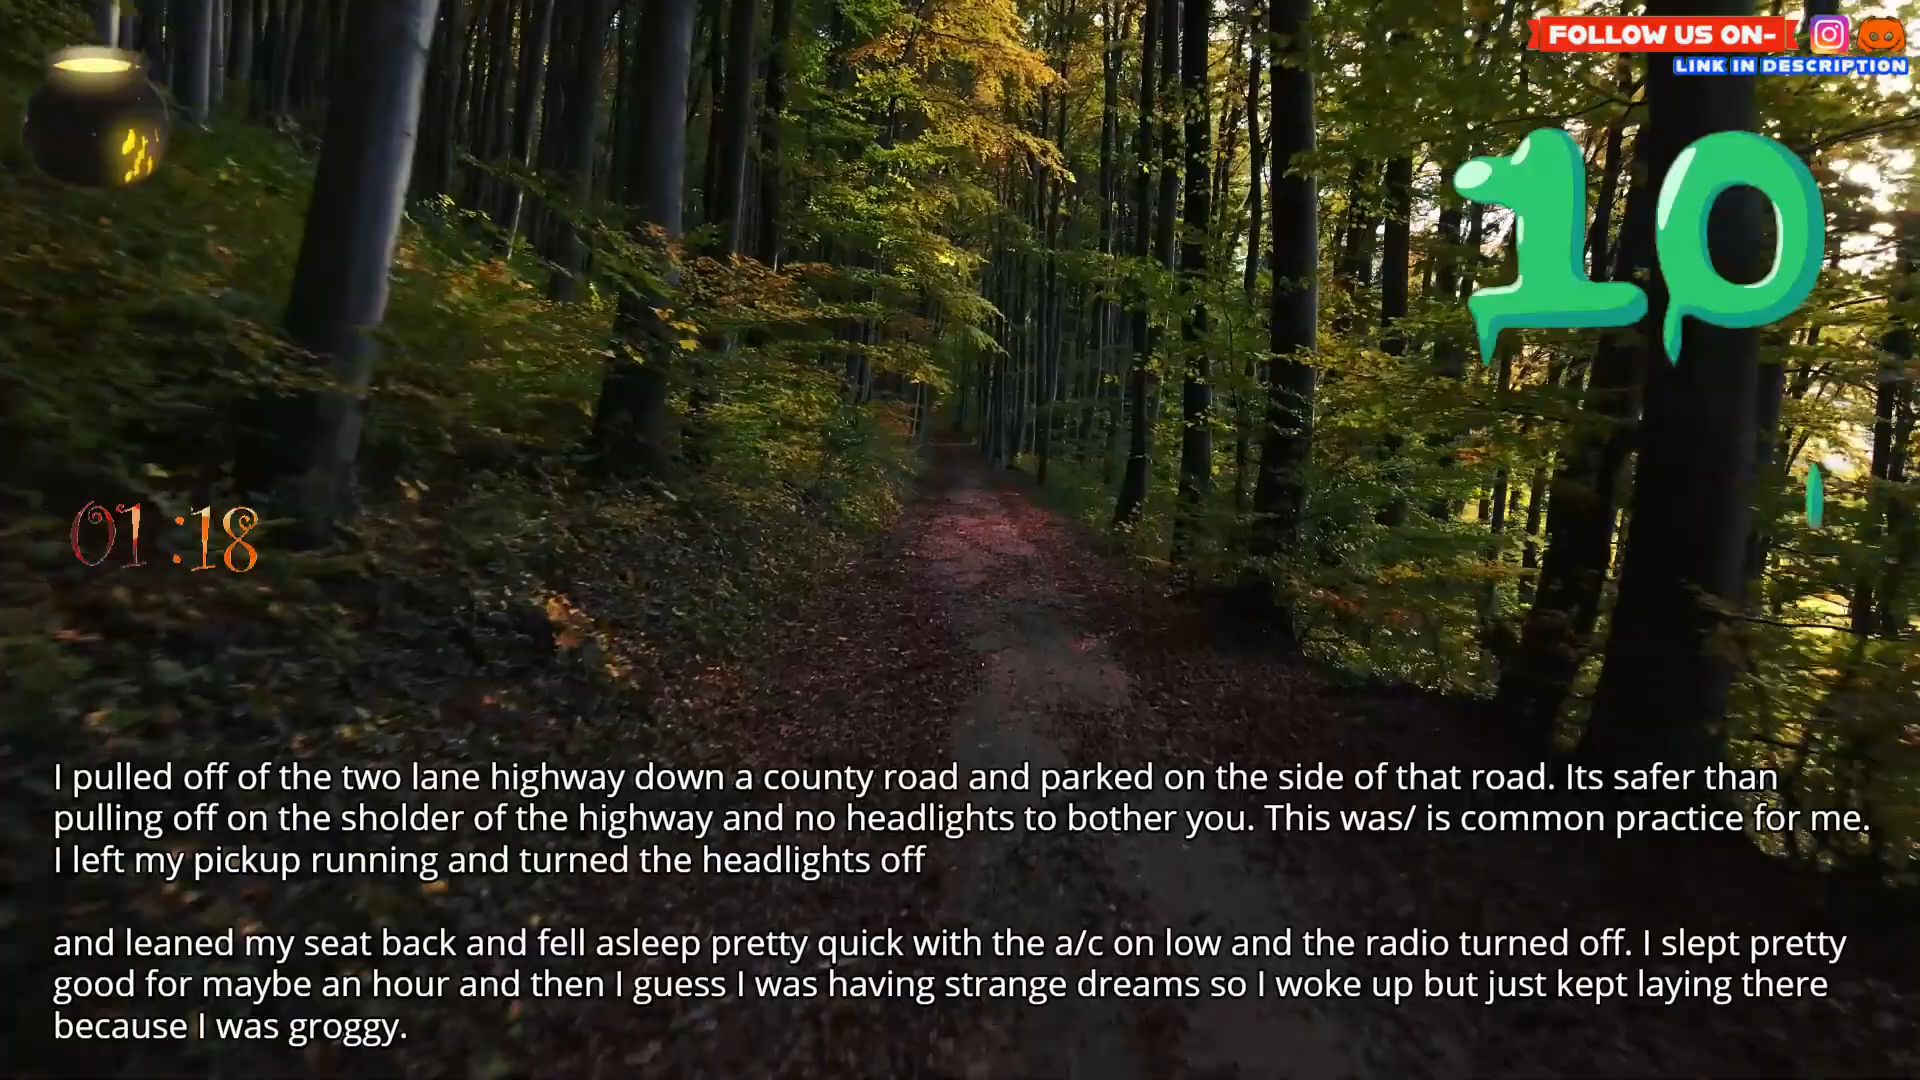 FOLLOW US ON-
LINK IN DESCRIPTION
10
01:18
I pulled off of the two lane highway down a county road and parked on the side of that road. Its safer than
pulling off on the sholder of the highway and no headlights to bother you. This was/ is common practice for me.
I left my pickup running and turned the headlights off
and leaned my seat back and fell asleep pretty quick with the a/c on low and the radio turned off. I slept pretty
good for maybe an hour and then I guess I was having strange dreams so I woke up but just kept laying there
because I was groggy.